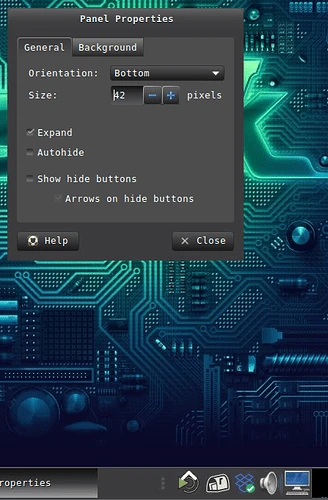 Panel Properties
General Background
Orientation: Bottom
Size: 42 pixels
Expand
Autohide
Show hide buttons
Arrows on hide buttons
Help Close
roperties